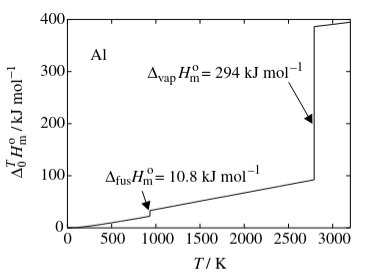 400
Al
Δ_vap H_m^o = 294 kJ mol⁻¹
300
Δ_0^T H_m^o / kJ mol⁻¹
200
Δ_fus H_m^o = 10.8 kJ mol⁻¹
100
0
0 500 1000 1500 2000 2500 3000
T / K